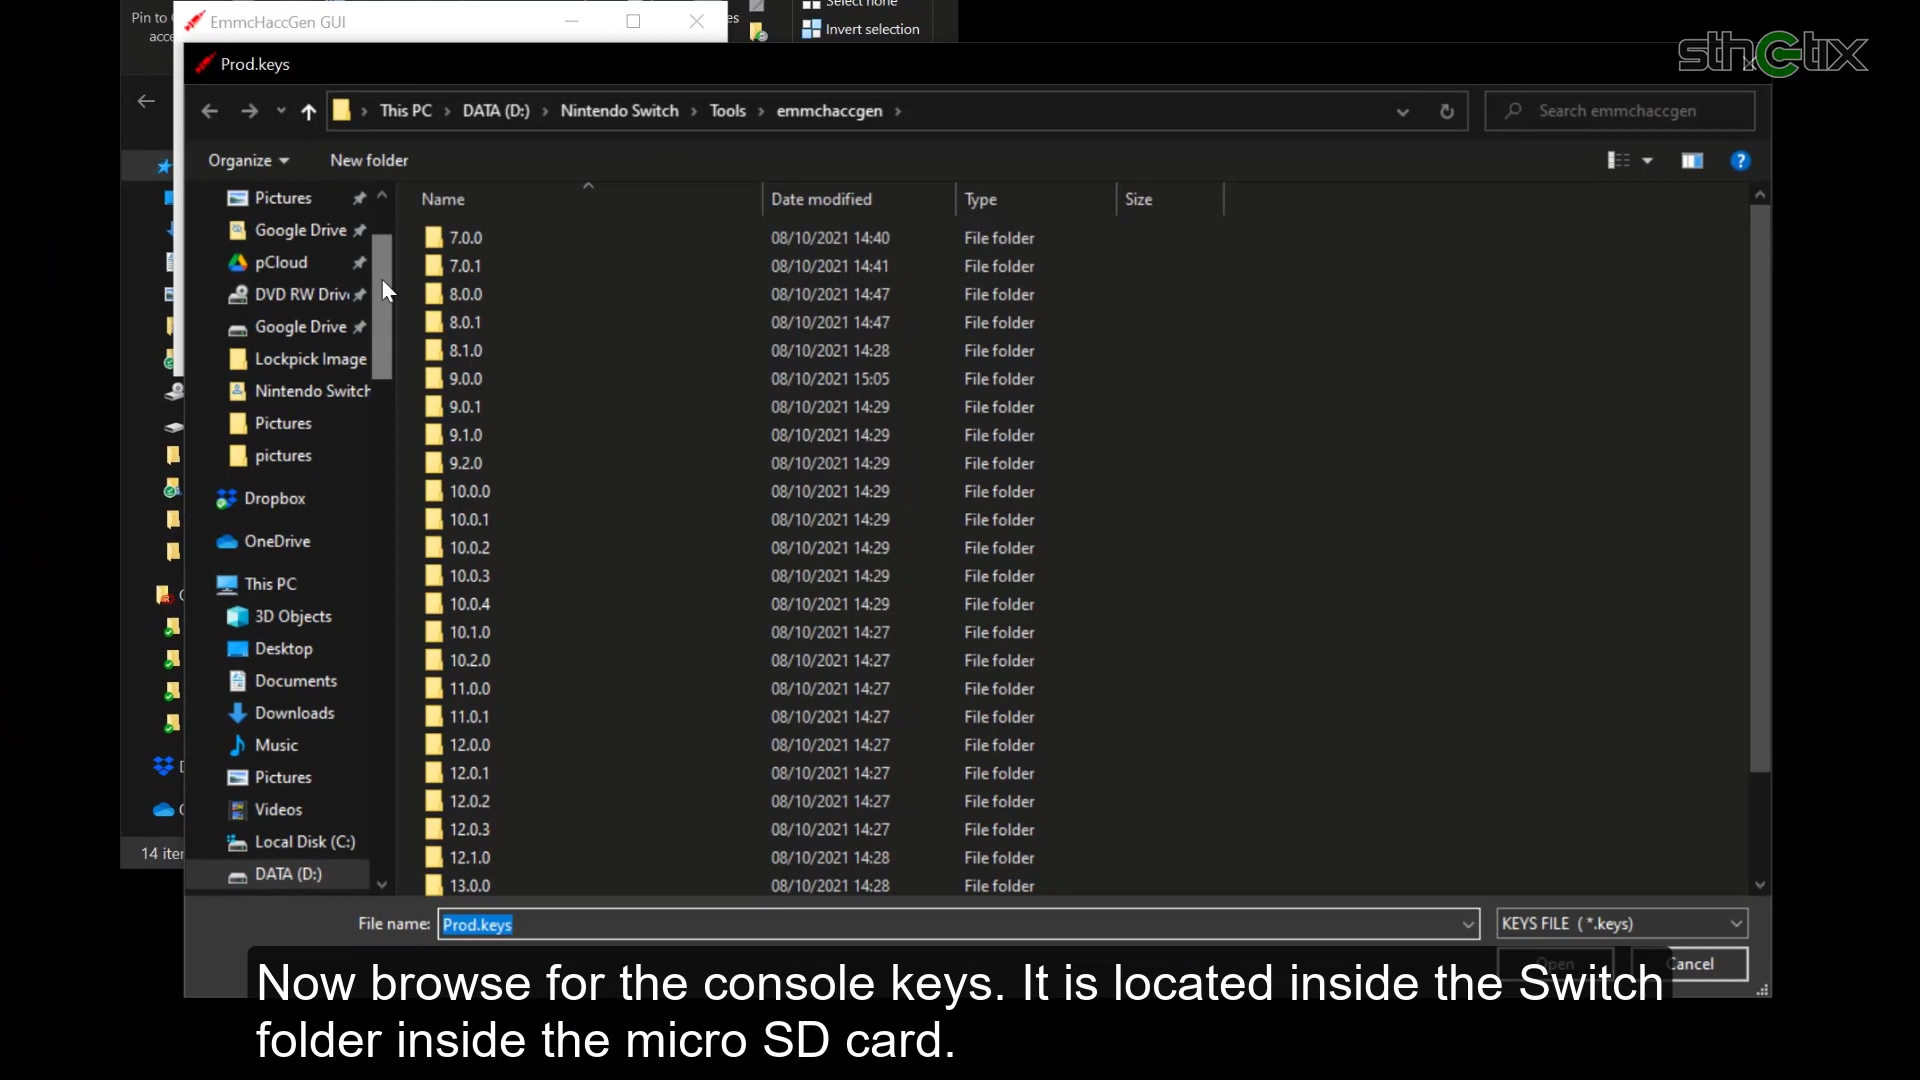 Pin to
acce
EmmcHaccGen GUI
es
Select none
Invert selection
sthetix
Prod.keys
This PC > DATA (D:) > Nintendo Switch > Tools > emmchaccgen >
Search emmchaccgen
Organize
New folder
Name Date modified Type Size
Pictures
Google Drive
pCloud
DVD RW Driv
Google Drive
Lockpick Image
Nintendo Switch
Pictures
pictures
Dropbox
OneDrive
This PC
3D Objects
Desktop
Documents
Downloads
Music
Pictures
Videos
Local Disk (C:)
DATA (D:)
14 iter
7.0.0 08/10/2021 14:40 File folder
7.0.1 08/10/2021 14:41 File folder
8.0.0 08/10/2021 14:47 File folder
8.0.1 08/10/2021 14:47 File folder
8.1.0 08/10/2021 14:28 File folder
9.0.0 08/10/2021 15:05 File folder
9.0.1 08/10/2021 14:29 File folder
9.1.0 08/10/2021 14:29 File folder
9.2.0 08/10/2021 14:29 File folder
10.0.0 08/10/2021 14:29 File folder
10.0.1 08/10/2021 14:29 File folder
10.0.2 08/10/2021 14:29 File folder
10.0.3 08/10/2021 14:29 File folder
10.0.4 08/10/2021 14:29 File folder
10.1.0 08/10/2021 14:27 File folder
10.2.0 08/10/2021 14:27 File folder
11.0.0 08/10/2021 14:27 File folder
11.0.1 08/10/2021 14:27 File folder
12.0.0 08/10/2021 14:27 File folder
12.0.1 08/10/2021 14:27 File folder
12.0.2 08/10/2021 14:27 File folder
12.0.3 08/10/2021 14:27 File folder
12.1.0 08/10/2021 14:28 File folder
13.0.0 08/10/2021 14:28 File folder
File name: Prod.keys
KEYS FILE ( *.keys)
Open
Cancel
Now browse for the console keys. It is located inside the Switch
folder inside the micro SD card.